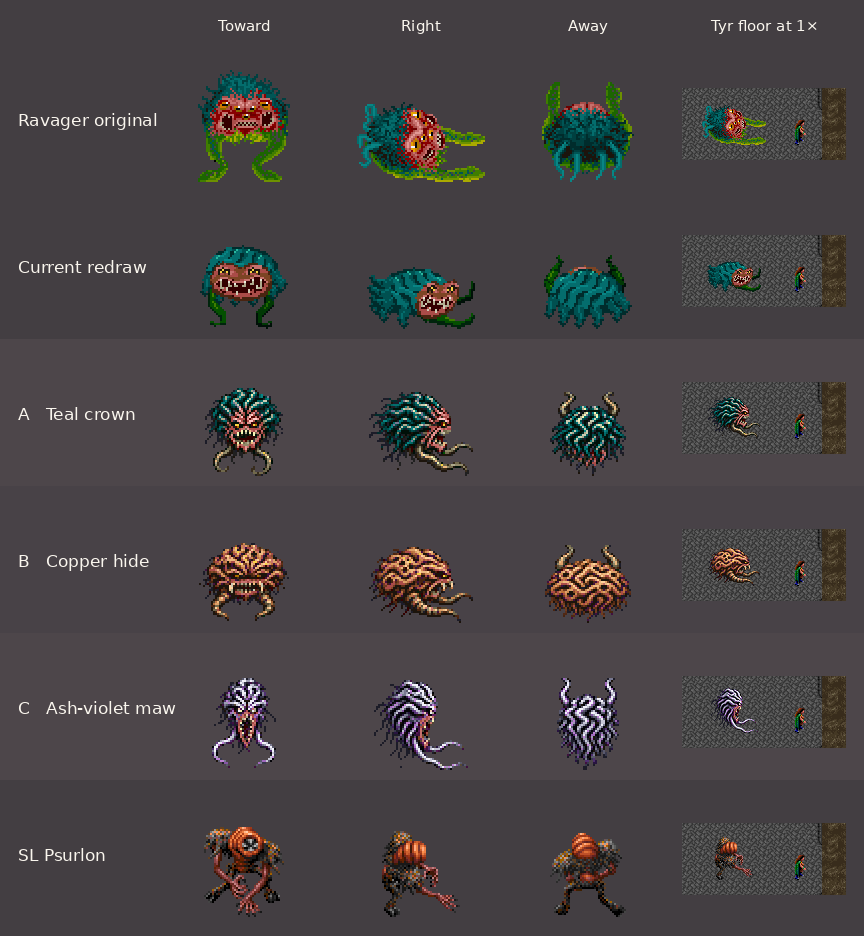 Toward Right Away Tyr floor at 1×
Ravager original
Current redraw
A Teal crown
B Copper hide
C Ash-violet maw
SL Psurlon